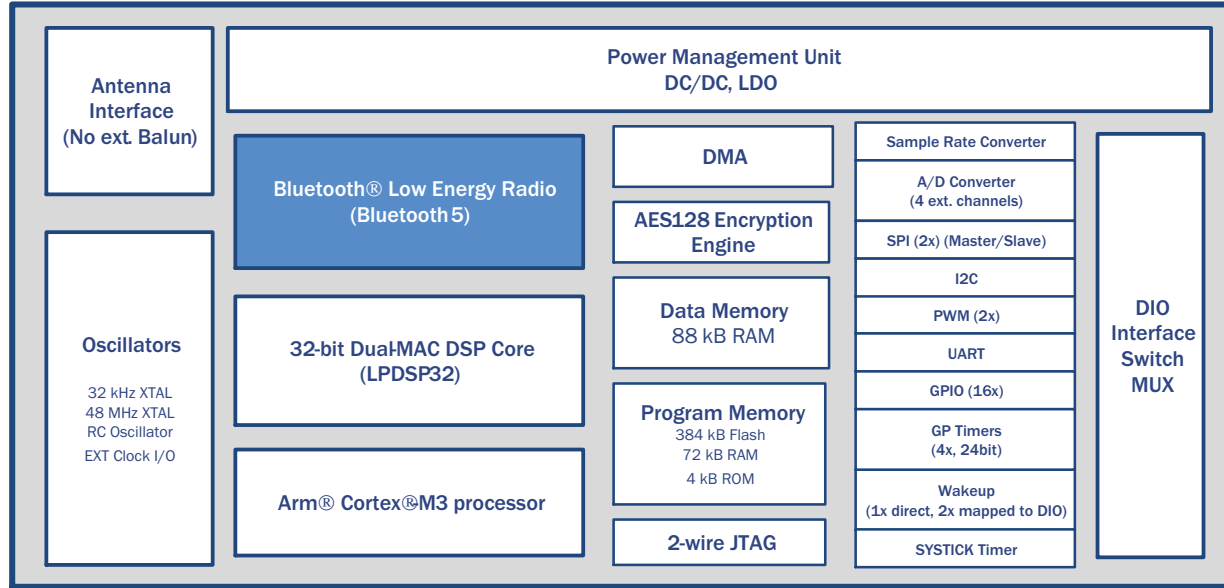 Antenna
Interface
(No ext. Balun)
Power Management Unit
DC/DC, LDO
Bluetooth® Low Energy Radio
(Bluetooth 5)
Oscillators
32 kHz XTAL
48 MHz XTAL
RC Oscillator
EXT Clock I/O
32-bit Dual-MAC DSP Core
(LPDSP32)
Arm® Cortex®-M3 processor
DMA
AES128 Encryption
Engine
Data Memory
88 kB RAM
Program Memory
384 kB Flash
72 kB RAM
4 kB ROM
2-wire JTAG
Sample Rate Converter
A/D Converter
(4 ext. channels)
SPI (2x) (Master/Slave)
I2C
PWM (2x)
UART
GPIO (16x)
GP Timers
(4x, 24bit)
Wakeup
(1x direct, 2x mapped to DIO)
SYSTICK Timer
DIO
Interface
Switch
MUX